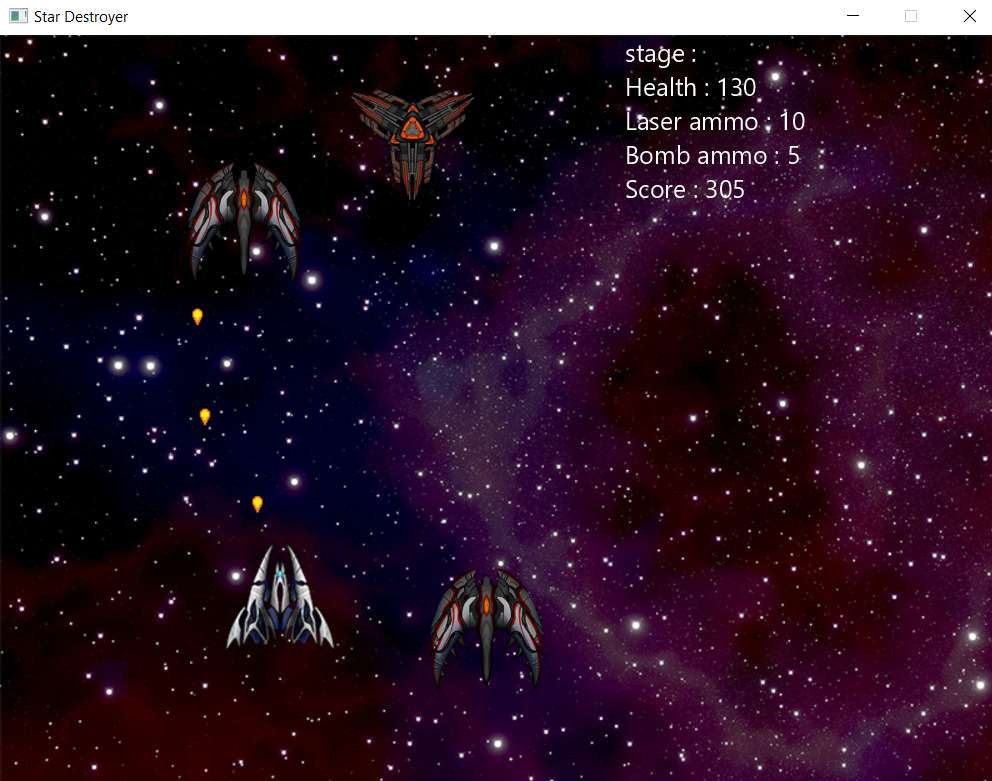 Star Destroyer
stage :
Health : 130
Laser ammo : 10
Bomb ammo : 5
Score : 305